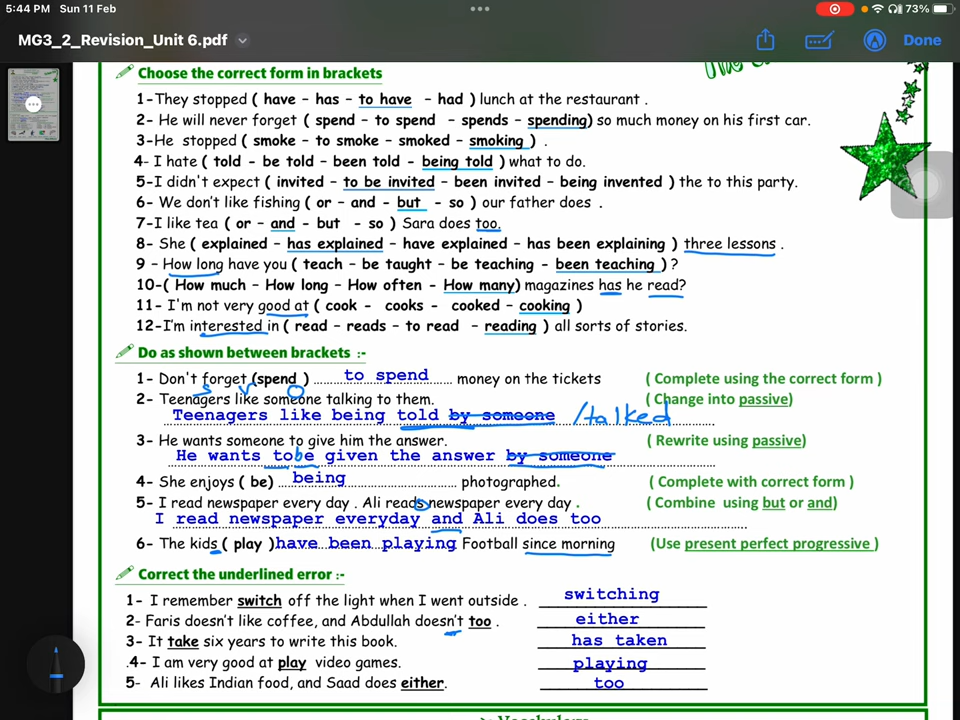 5:44 PM Sun 11 Feb 73%
MG3_2_Revision_Unit 6.pdf Done
Choose the correct form in brackets
1-They stopped ( have – has – to have – had ) lunch at the restaurant .
2- He will never forget ( spend – to spend – spends – spending) so much money on his first car.
3-He stopped ( smoke – to smoke – smoked – smoking ) .
4- I hate ( told - be told – been told - being told ) what to do.
5-I didn't expect ( invited – to be invited – been invited – being invented ) the to this party.
6- We don't like fishing ( or – and - but - so ) our father does .
7-I like tea ( or – and - but - so ) Sara does too.
8- She ( explained – has explained – have explained – has been explaining ) three lessons .
9 – How long have you ( teach – be taught – be teaching - been teaching ) ?
10-( How much – How long – How often - How many) magazines has he read?
11- I'm not very good at ( cook - cooks - cooked – cooking )
12-I'm interested in ( read – reads – to read – reading ) all sorts of stories.
Do as shown between brackets :-
1- Don't forget (spend ) to spend money on the tickets ( Complete using the correct form )
S V O
2- Teenagers like someone talking to them. ( Change into passive)
Teenagers like being told by someone /talked
3- He wants someone to give him the answer. ( Rewrite using passive)
He wants to be given the answer by someone
4- She enjoys ( be) being photographed. ( Complete with correct form )
5- I read newspaper every day . Ali reads newspaper every day . ( Combine using but or and)
I read newspaper everyday and Ali does too
6- The kids ( play )have been playing Football since morning (Use present perfect progressive )
Correct the underlined error :-
1- I remember switch off the light when I went outside . switching
2- Faris doesn't like coffee, and Abdullah doesn't too . either
3- It take six years to write this book. has taken
.4- I am very good at play video games. playing
5- Ali likes Indian food, and Saad does either. too